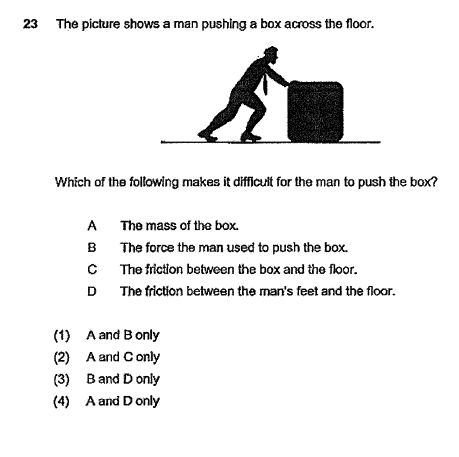 23 The picture shows a man pushing a box across the floor.
Which of the following makes it difficult for the man to push the box?
A The mass of the box.
B The force the man used to push the box.
C The friction between the box and the floor.
D The friction between the man's feet and the floor.
(1) A and B only
(2) A and C only
(3) B and D only
(4) A and D only